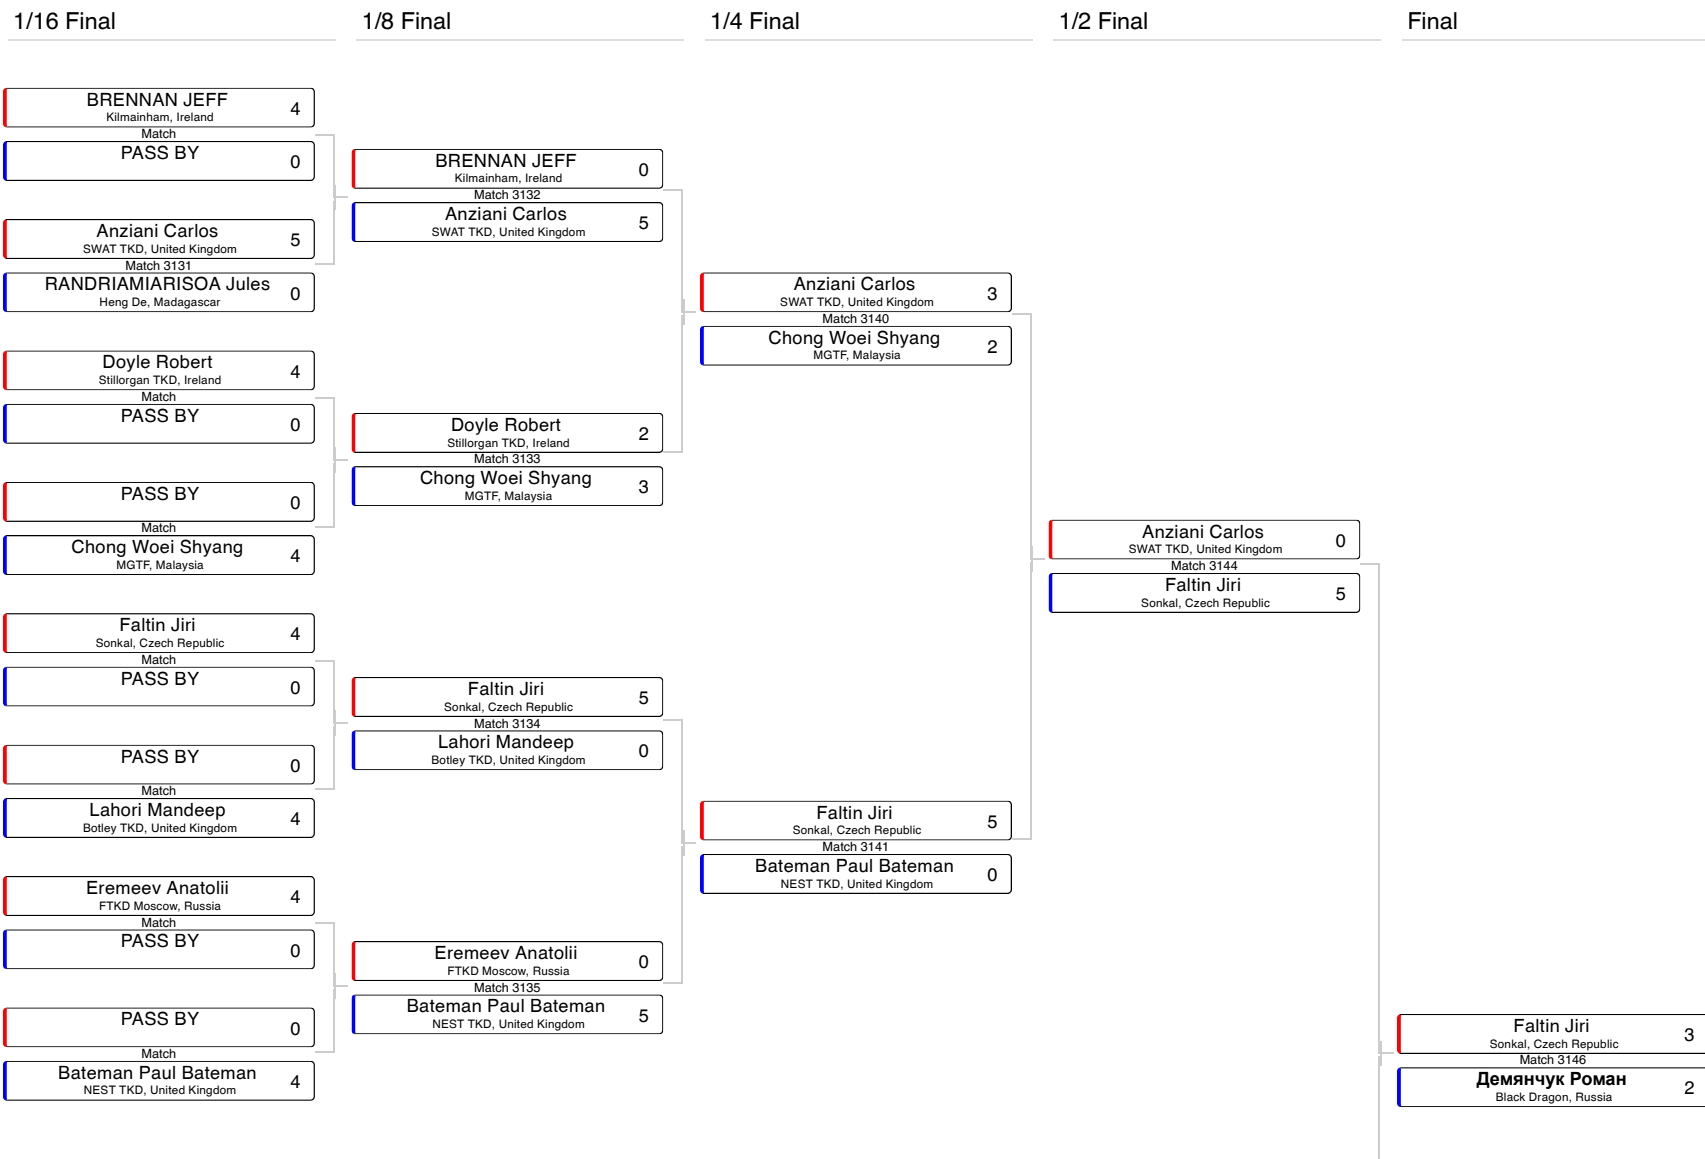 1/16 Final
1/8 Final
1/4 Final
1/2 Final
Final
BRENNAN JEFF
4
Kilmainham, Ireland
Match
PASS BY
0
Anziani Carlos
5
SWAT TKD, United Kingdom
Match 3131
RANDRIAMIARISOA Jules
0
Heng De, Madagascar
Doyle Robert
4
Stillorgan TKD, Ireland
Match
PASS BY
0
PASS BY
0
Match
Chong Woei Shyang
4
MGTF, Malaysia
Faltin Jiri
4
Sonkal, Czech Republic
Match
PASS BY
0
PASS BY
0
Match
Lahori Mandeep
4
Botley TKD, United Kingdom
Eremeev Anatolii
4
FTKD Moscow, Russia
Match
PASS BY
0
PASS BY
0
Match
Bateman Paul Bateman
4
NEST TKD, United Kingdom
BRENNAN JEFF
0
Kilmainham, Ireland
Match 3132
Anziani Carlos
5
SWAT TKD, United Kingdom
Doyle Robert
2
Stillorgan TKD, Ireland
Match 3133
Chong Woei Shyang
3
MGTF, Malaysia
Faltin Jiri
5
Sonkal, Czech Republic
Match 3134
Lahori Mandeep
0
Botley TKD, United Kingdom
Eremeev Anatolii
0
FTKD Moscow, Russia
Match 3135
Bateman Paul Bateman
5
NEST TKD, United Kingdom
Anziani Carlos
3
SWAT TKD, United Kingdom
Match 3140
Chong Woei Shyang
2
MGTF, Malaysia
Faltin Jiri
5
Sonkal, Czech Republic
Match 3141
Bateman Paul Bateman
0
NEST TKD, United Kingdom
Anziani Carlos
0
SWAT TKD, United Kingdom
Match 3144
Faltin Jiri
5
Sonkal, Czech Republic
Faltin Jiri
3
Sonkal, Czech Republic
Match 3146
Демянчук Роман
2
Black Dragon, Russia